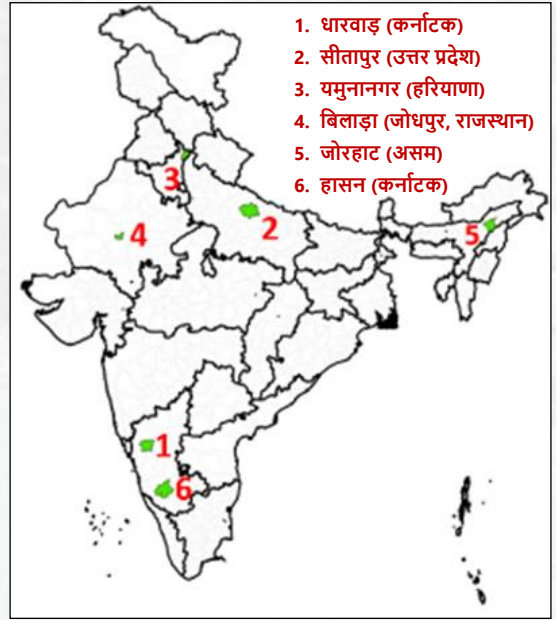 1. धारवाड़ (कर्नाटक)
2. सीतापुर (उत्तर प्रदेश)
3. यमुनानगर (हरियाणा)
4. बिलाड़ा (जोधपुर, राजस्थान)
5. जोरहाट (असम)
6. हासन (कर्नाटक)
3
2
4
5
1
6